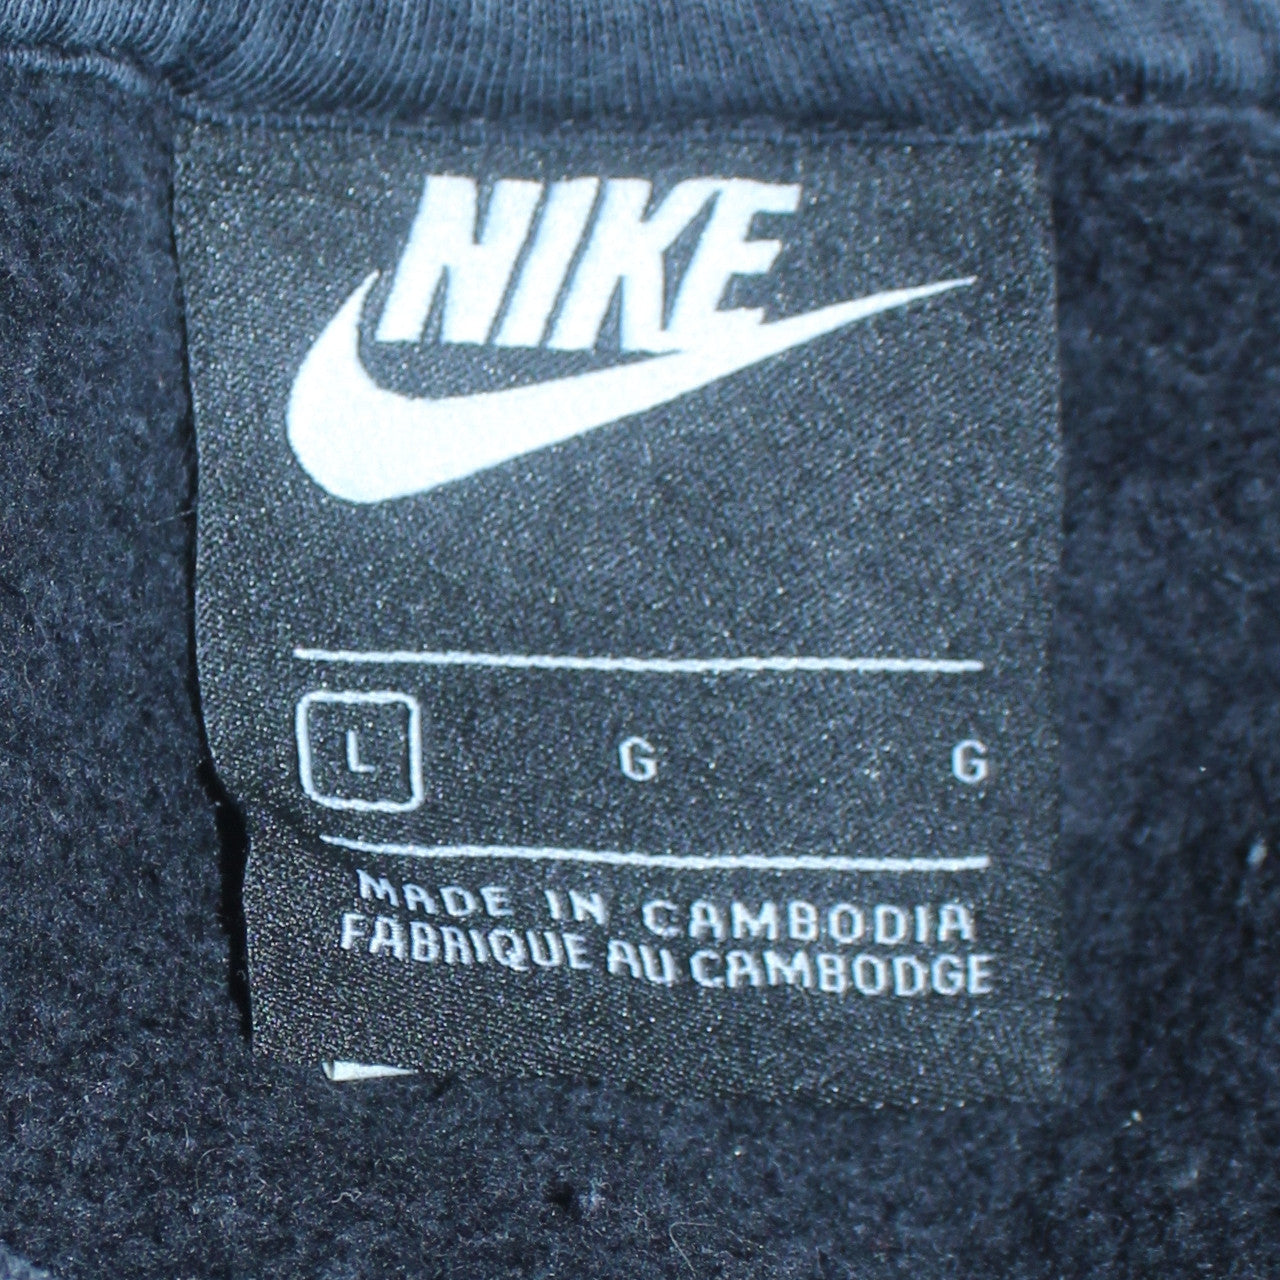 NIKE
L G G
MADE IN CAMBODIA
FABRIQUE AU CAMBODGE